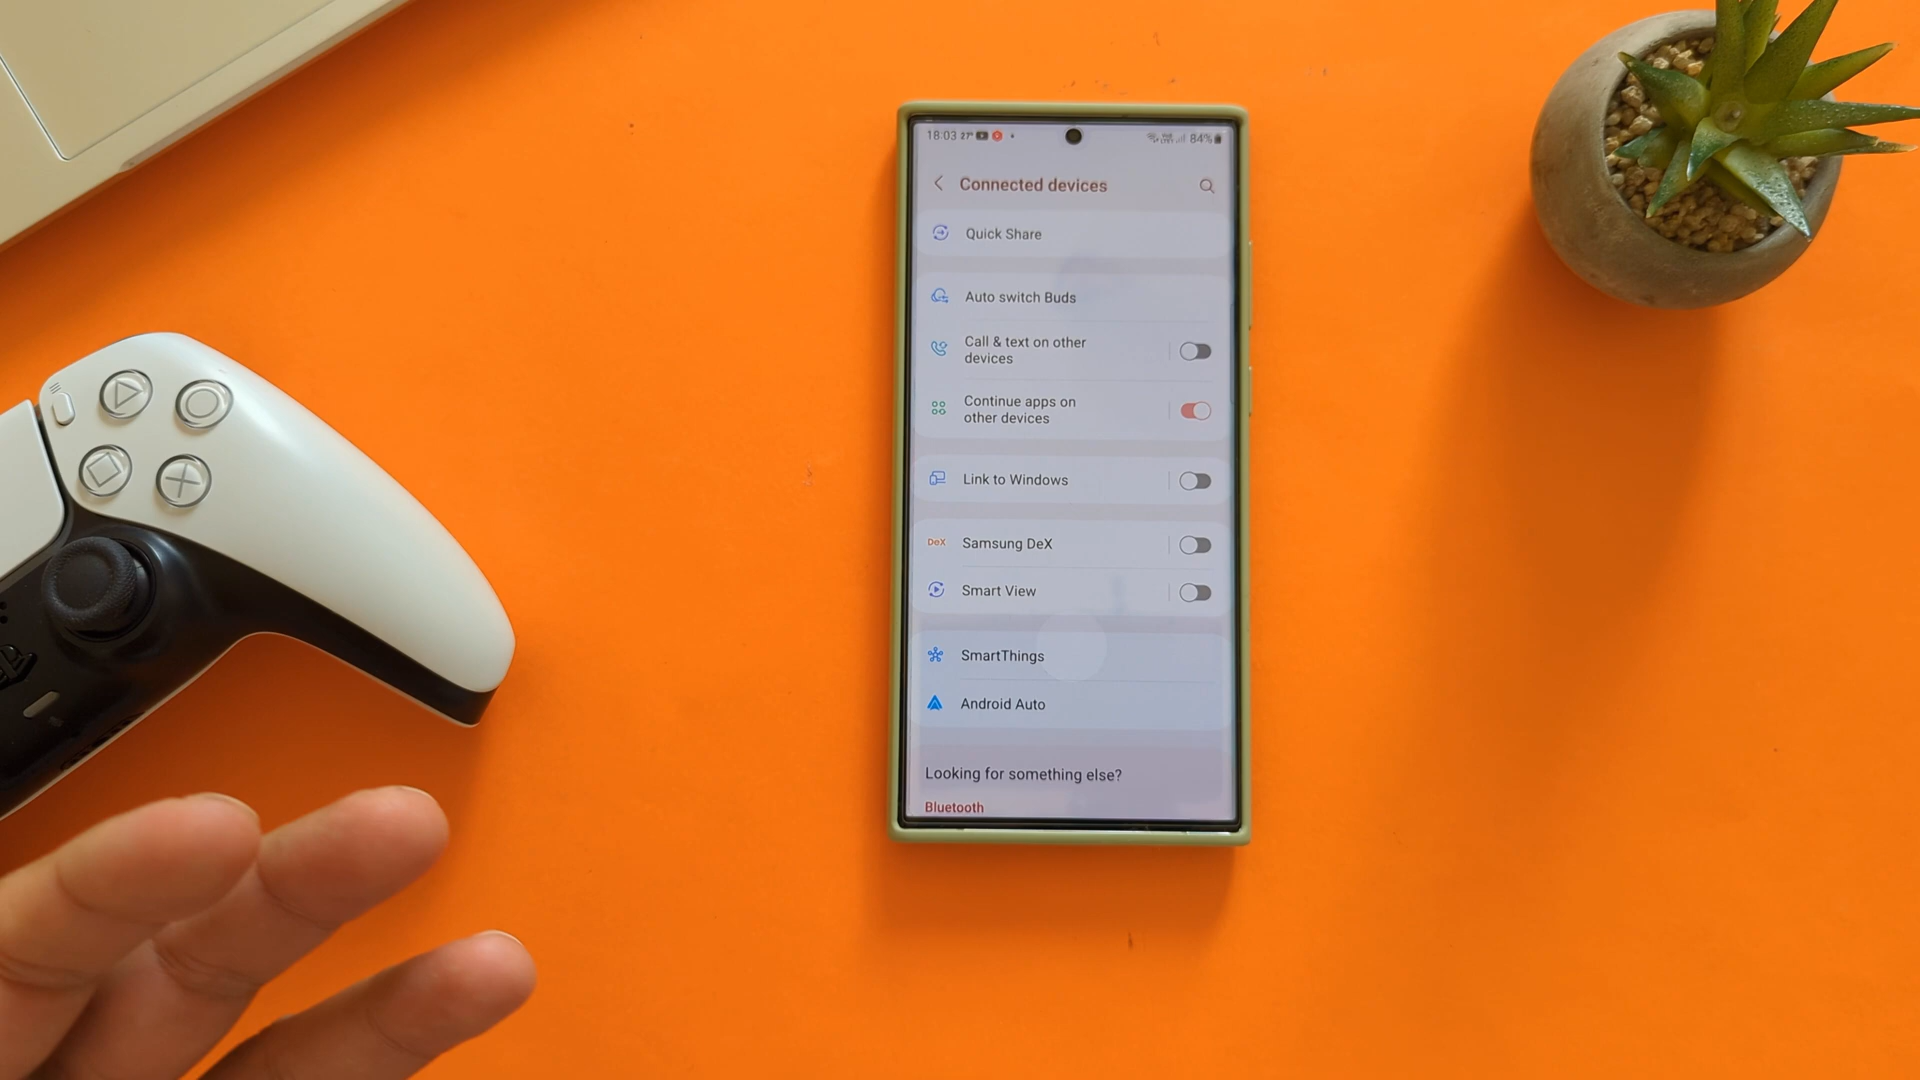 18:03 27° 84%
Connected devices
Quick Share
Auto switch Buds
Call & text on other
devices
Continue apps on
other devices
Link to Windows
DeX Samsung DeX
Smart View
SmartThings
Android Auto
Looking for something else?
Bluetooth